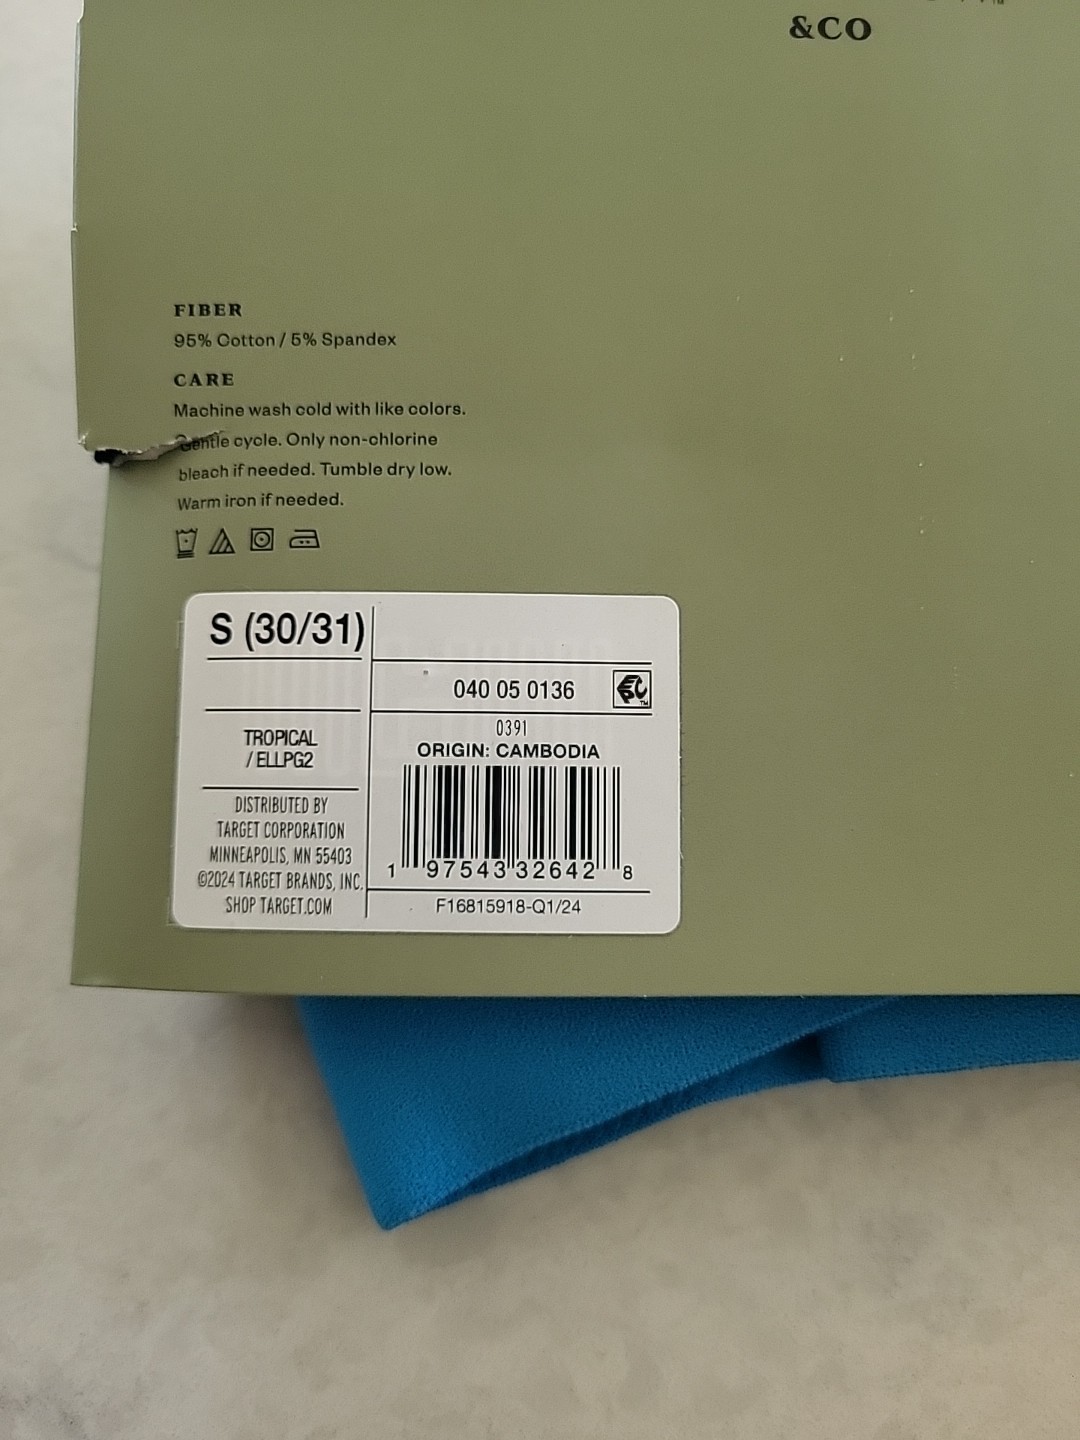 &CO
FIBER
95% Cotton / 5% Spandex
CARE
Machine wash cold with like colors.
Gentle cycle. Only non-chlorine
bleach if needed. Tumble dry low.
Warm iron if needed.
S (30/31)
040 05 0136
EPC TM
TROPICAL
/ ELLPG2
0391
ORIGIN: CAMBODIA
DISTRIBUTED BY
TARGET CORPORATION
MINNEAPOLIS, MN 55403
©2024 TARGET BRANDS, INC.
SHOP TARGET.COM
1 97543 32642 8
F16815918-Q1/24